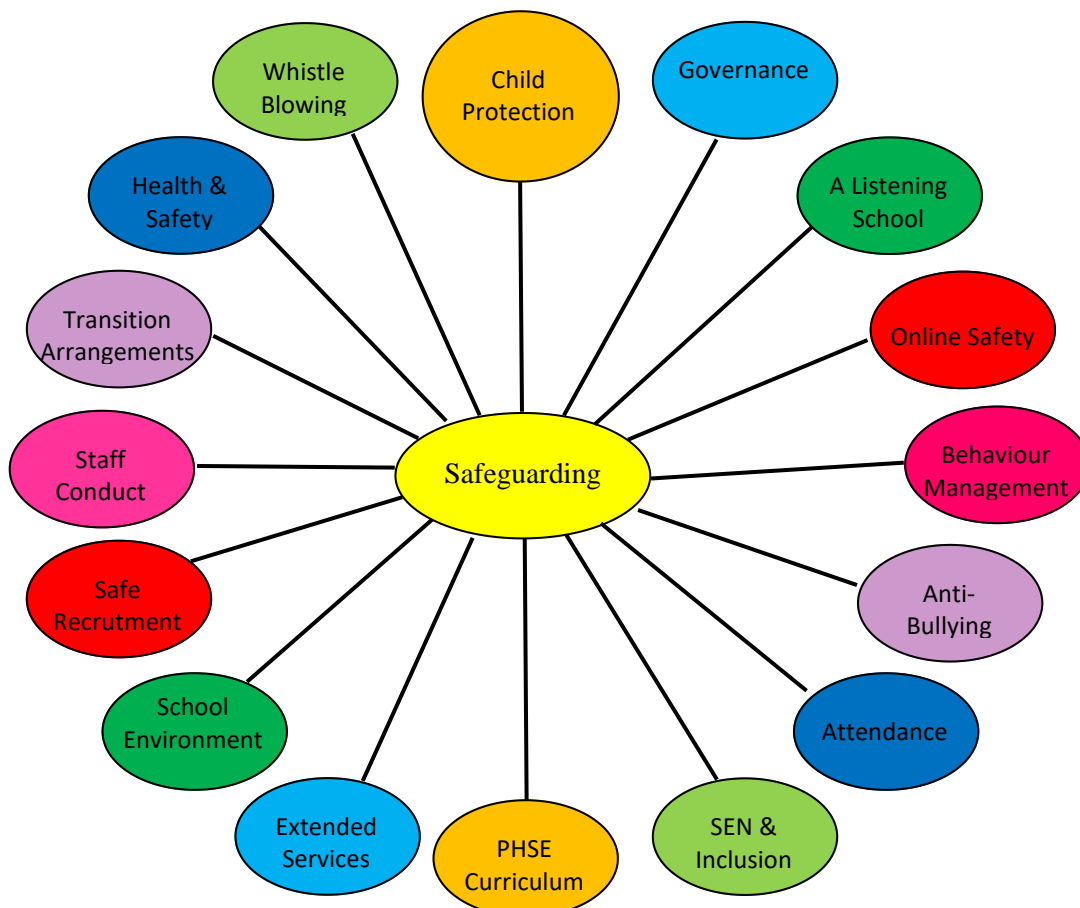 Child
Protection
Governance
A Listening
School
Online Safety
Behaviour
Management
Anti-
Bullying
Attendance
SEN &
Inclusion
PHSE
Curriculum
Extended
Services
School
Environment
Safe
Recrutment
Staff
Conduct
Transition
Arrangements
Health &
Safety
Whistle
Blowing
Safeguarding